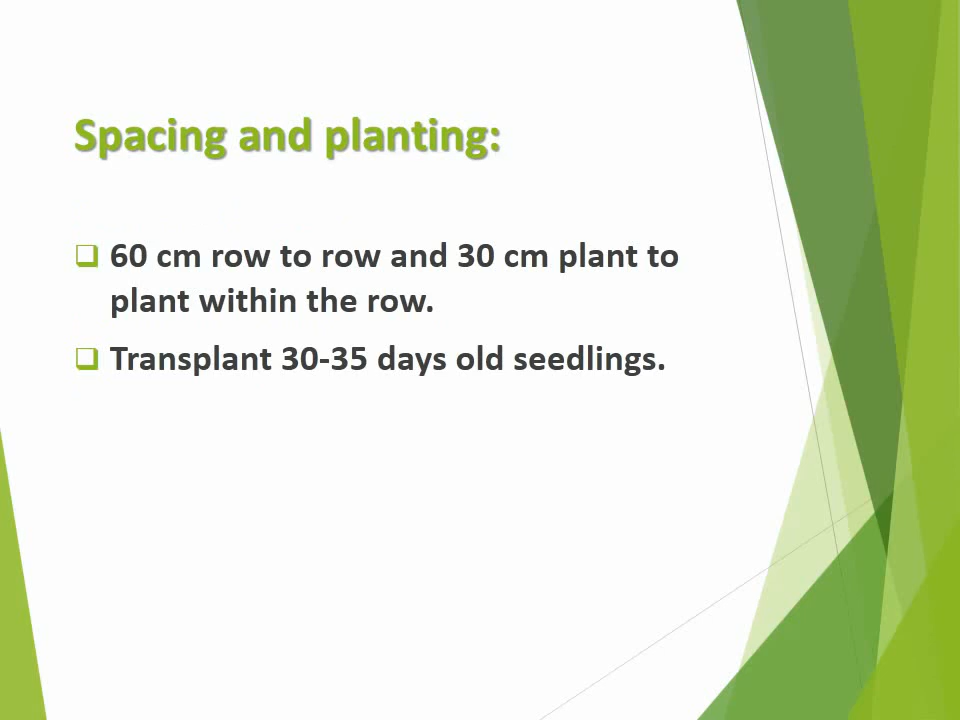 Spacing and planting:
60 cm row to row and 30 cm plant to
plant within the row.
Transplant 30-35 days old seedlings.